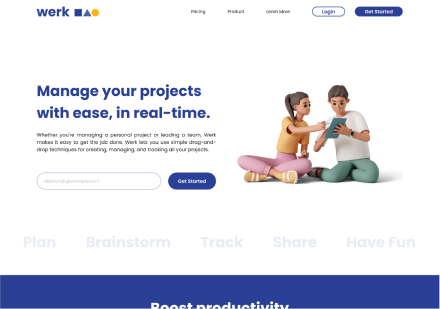 werk
Pricing
Product
Learn More
Login
Get Started
Manage your projects
with ease, in real-time.
Whether you're managing a personal project or leading a team, Werk
makes it easy to get the job done. Werk lets you use simple drag-and-
drop techniques for creating, managing, and tracking all your projects.
Get Started
Plan
Brainstorm
Track
Share
Have Fun
Boost productivity